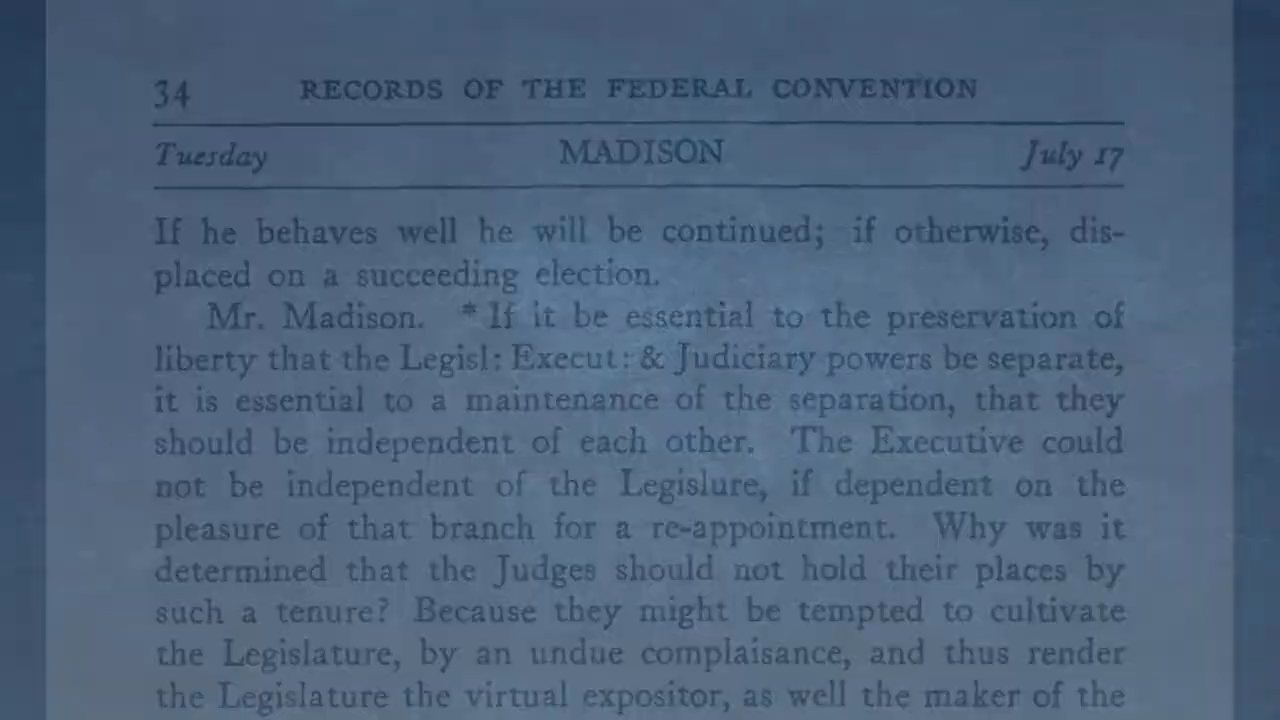 34 RECORDS OF THE FEDERAL CONVENTION
Tuesday MADISON July 17
If he behaves well he will be continued; if otherwise, dis-
placed on a succeeding election.
Mr. Madison. * If it be essential to the preservation of
liberty that the Legisl: Execut: & Judiciary powers be separate,
it is essential to a maintenance of the separation, that they
should be independent of each other. The Executive could
not be independent of the Legislure, if dependent on the
pleasure of that branch for a re-appointment. Why was it
determined that the Judges should not hold their places by
such a tenure? Because they might be tempted to cultivate
the Legislature, by an undue complaisance, and thus render
the Legislature the virtual expositor, as well the maker of the